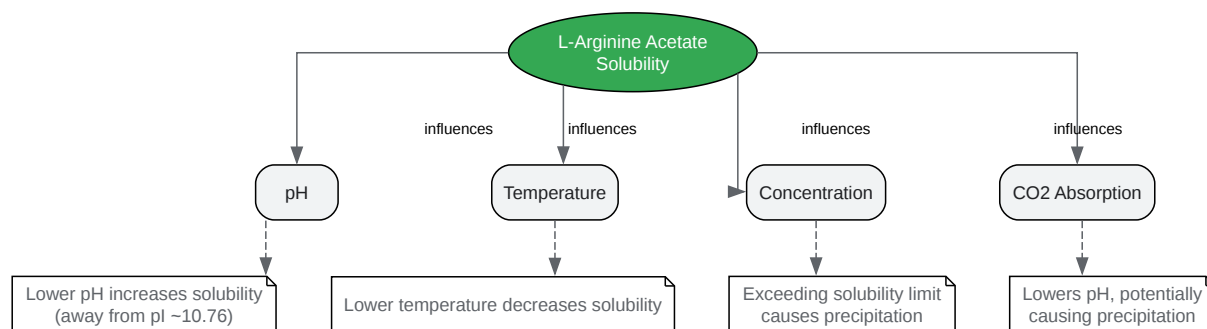 L-Arginine Acetate
Solubility
influences
influences
influences
influences
pH
Temperature
Concentration
CO2 Absorption
Lower pH increases solubility
(away from pI ~10.76)
Lower temperature decreases solubility
Exceeding solubility limit
causes precipitation
Lowers pH, potentially
causing precipitation